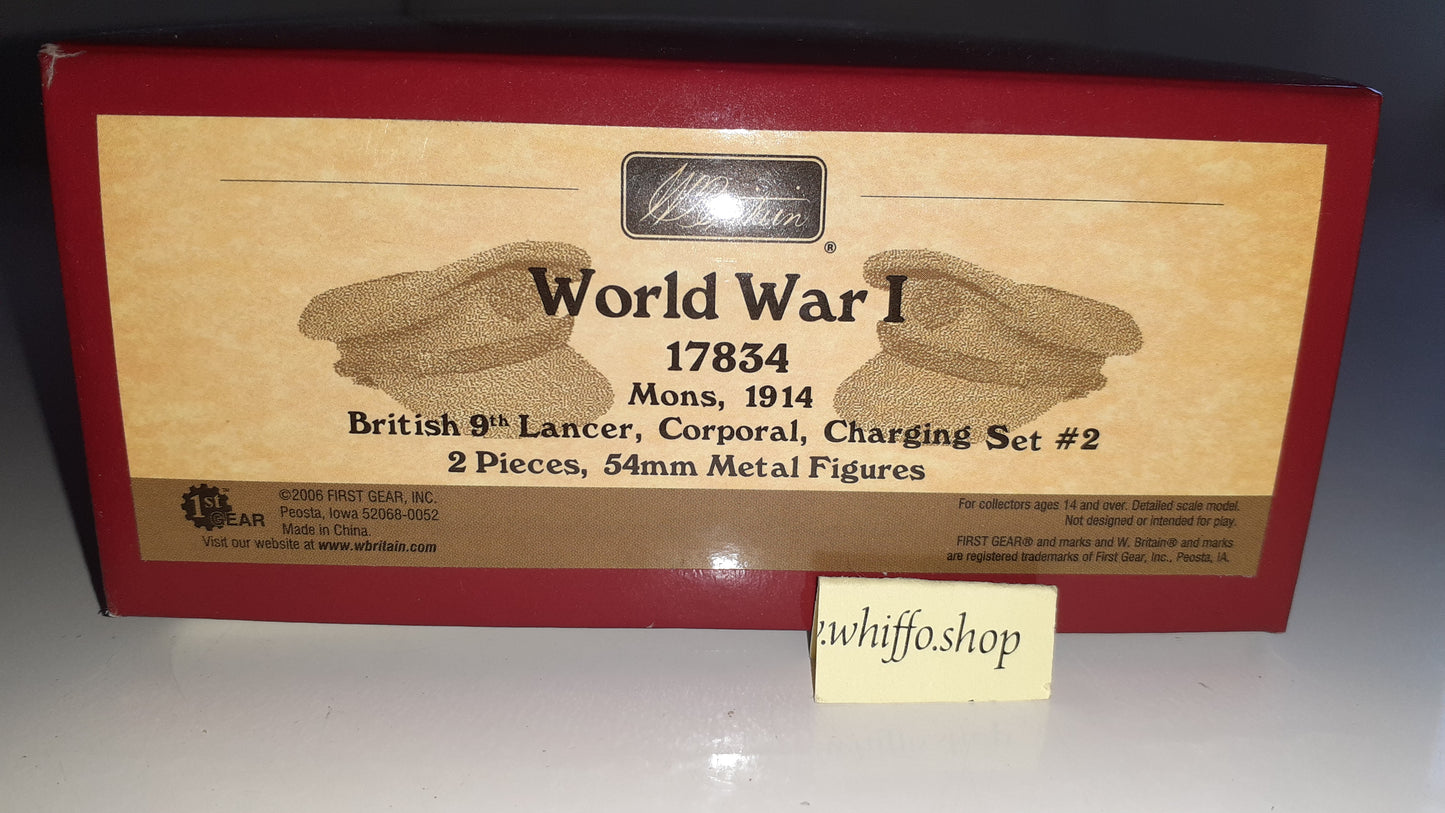 W Britain
®
World War I
17834
Mons, 1914
British 9th Lancer, Corporal, Charging Set #2
2 Pieces, 54mm Metal Figures
1st GEAR™
©2006 FIRST GEAR, INC.
Peosta, Iowa 52068-0052
Made in China.
Visit our website at www.wbritain.com
For collectors ages 14 and over. Detailed scale model.
Not designed or intended for play.
FIRST GEAR® and marks and W. Britain® and marks
are registered trademarks of First Gear, Inc., Peosta, IA.
.whiffo.shop